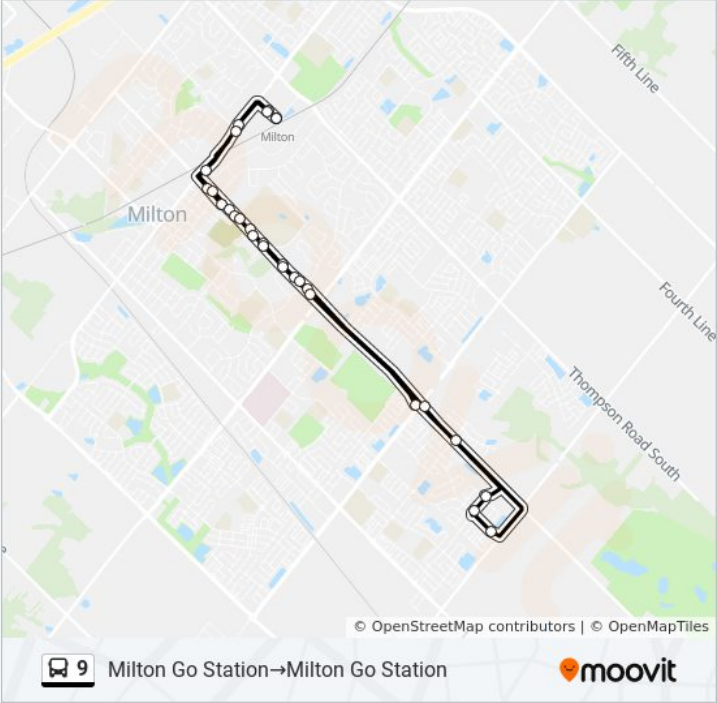 Fifth Line
Milton
Milton
Fourth Line
Thompson Road South
© OpenStreetMap contributors | © OpenMapTiles
9 Milton Go Station→Milton Go Station
moovit